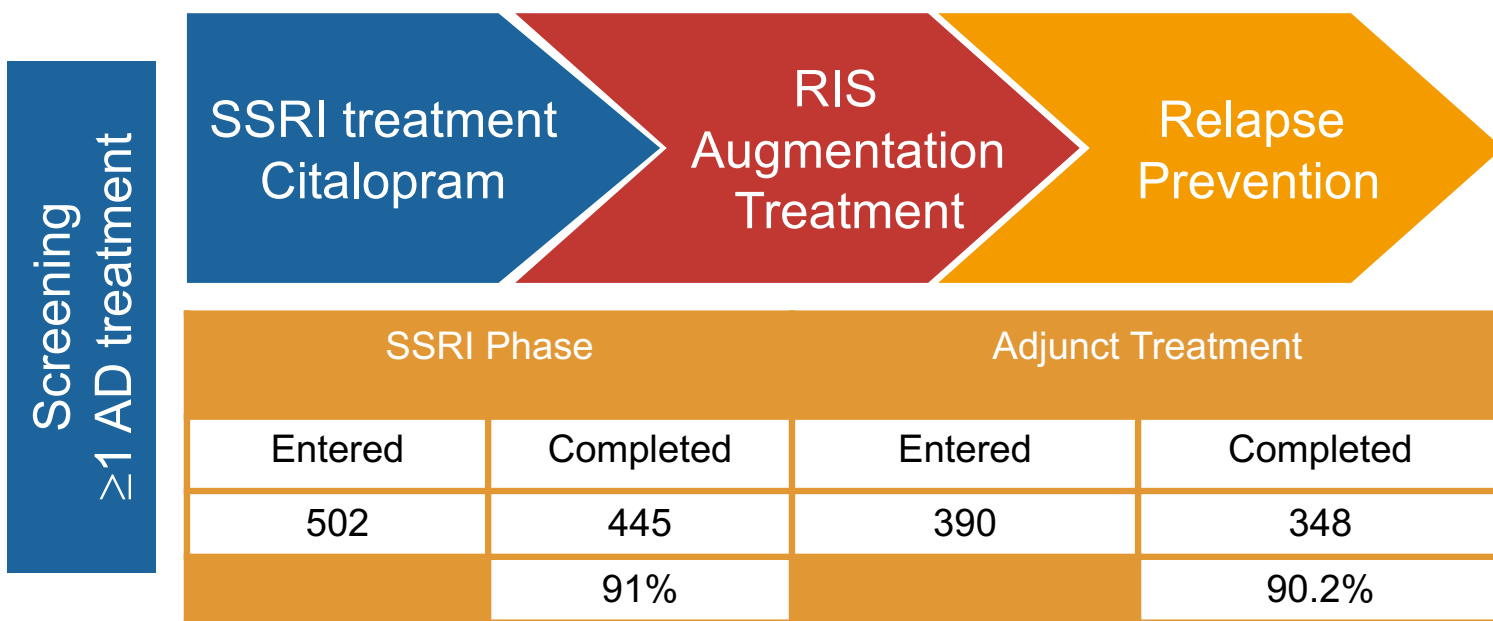 Screening
≥1 AD treatment
SSRI treatment
Citalopram
RIS
Augmentation
Treatment
Relapse
Prevention
SSRI Phase
Adjunct Treatment
Entered
Completed
Entered
Completed
502
445
390
348
91%
90.2%